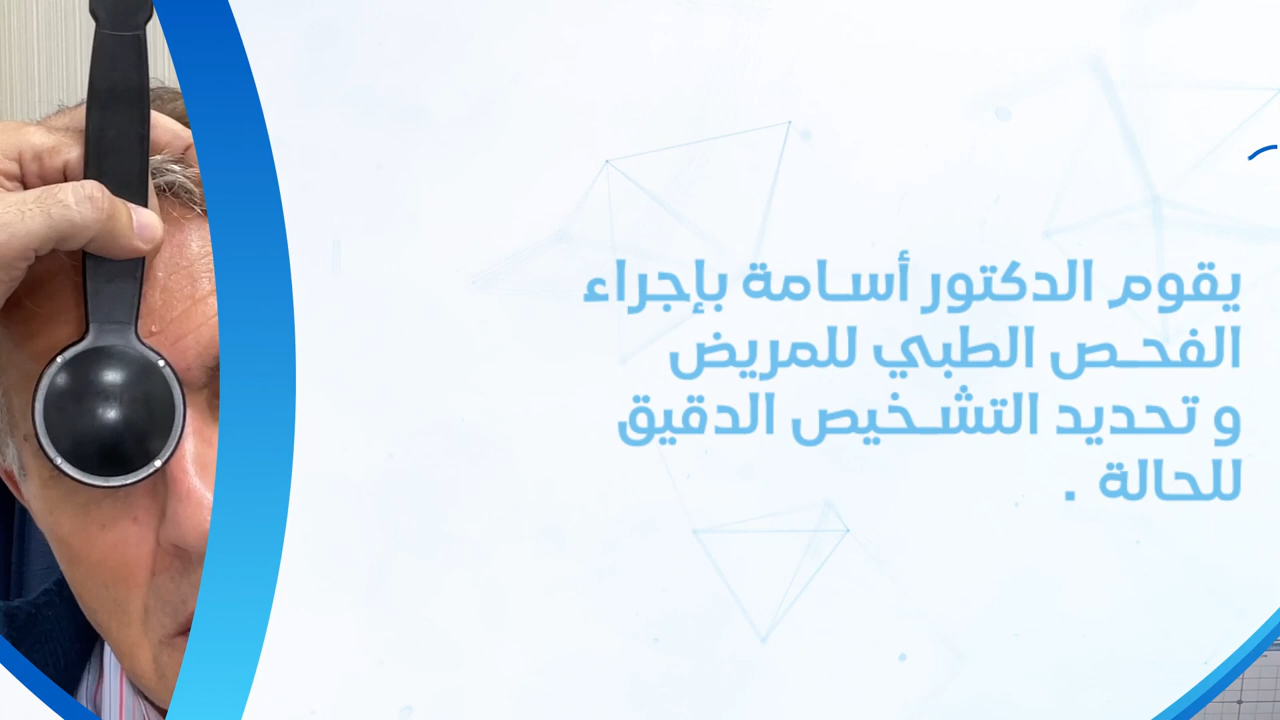 يقوم الدكتور أسامة بإجراء
الفحص الطبي للمريض
و تحديد التشخيص الدقيق
للحالة .